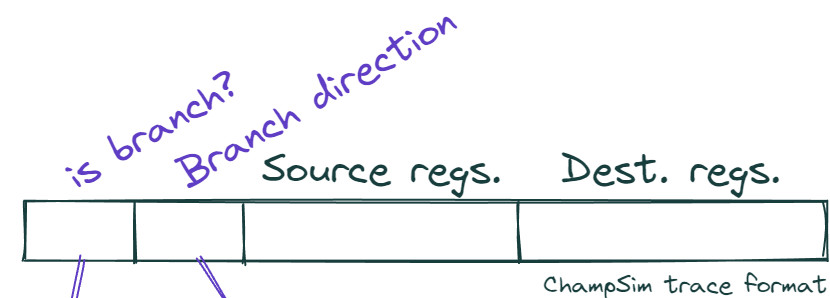 is branch?
Branch direction
Source regs.
Dest. regs.
ChampSim trace format